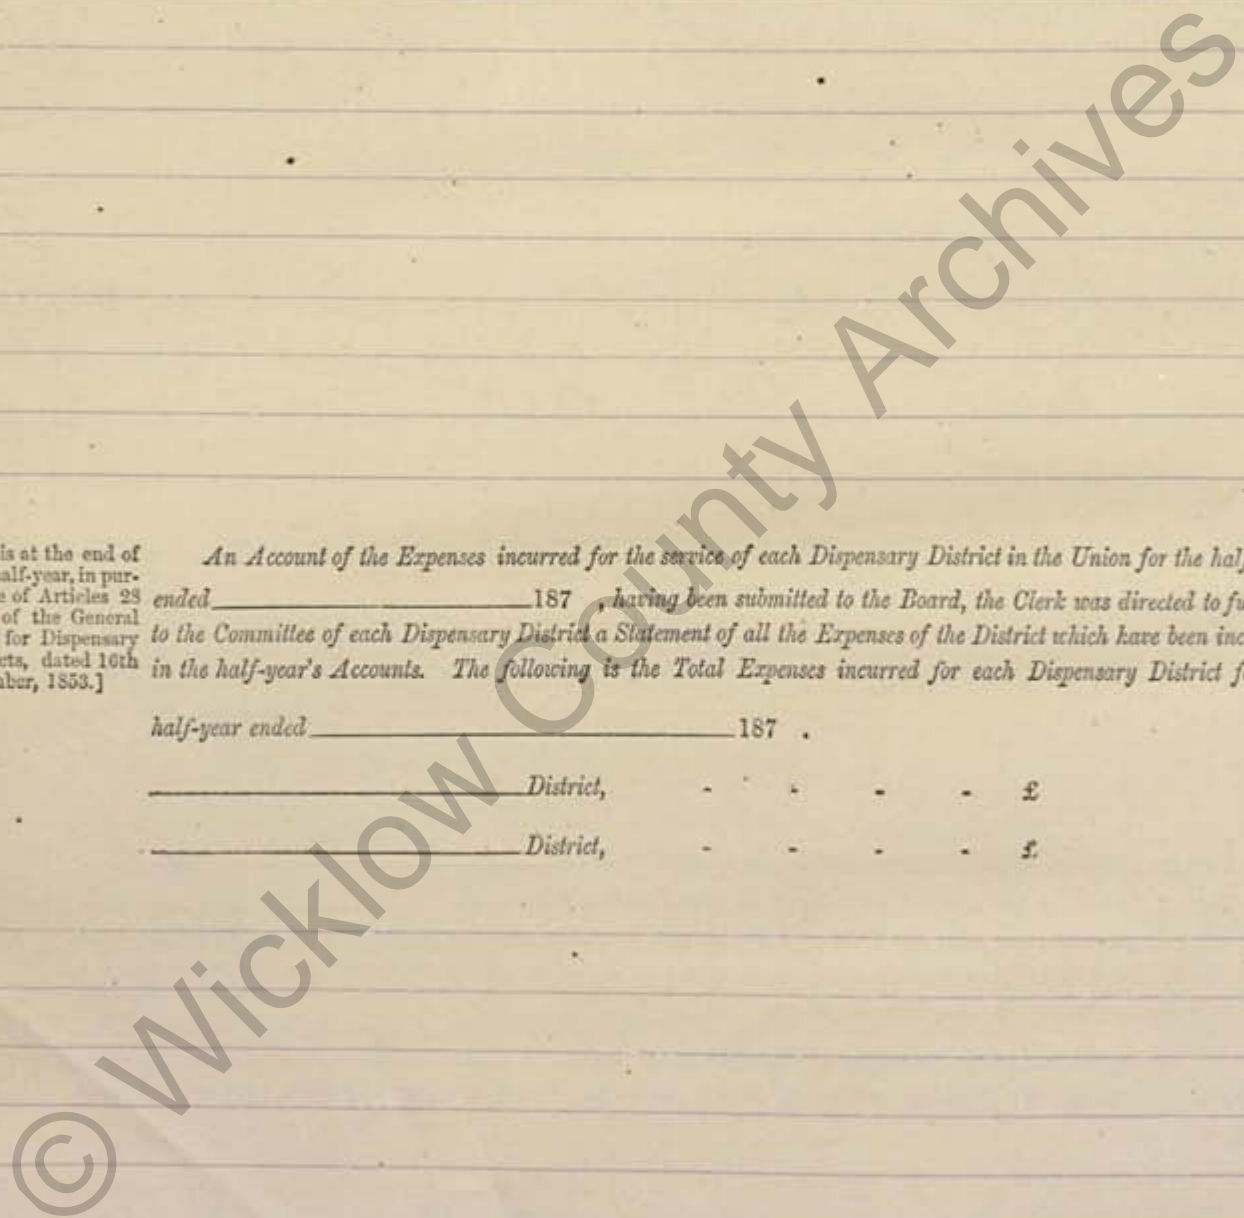 is at the end of
alf-year, in pur-
e of Articles 28
of the General
for Dispensary
cts, dated 16th
ber, 1853.]
An Account of the Expenses incurred for the service of each Dispensary District in the Union for the half
ended 187 , having been submitted to the Board, the Clerk was directed to fu
to the Committee of each Dispensary District a Statement of all the Expenses of the District which have been inc
in the half-year's Accounts. The following is the Total Expenses incurred for each Dispensary District f
half-year ended 187 .
District, - - - - £
District, - - - - £
© Wicklow County Archives